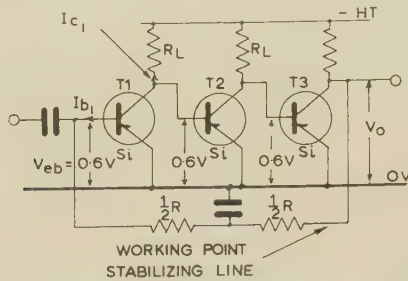 Ic1
- HT
RL
RL
T1
T2
T3
Ib1
Si
Si
Si
Veb = 0·6V
0·6V
0·6V
Vo
0V
½R
½R
WORKING POINT
STABILIZING LINE